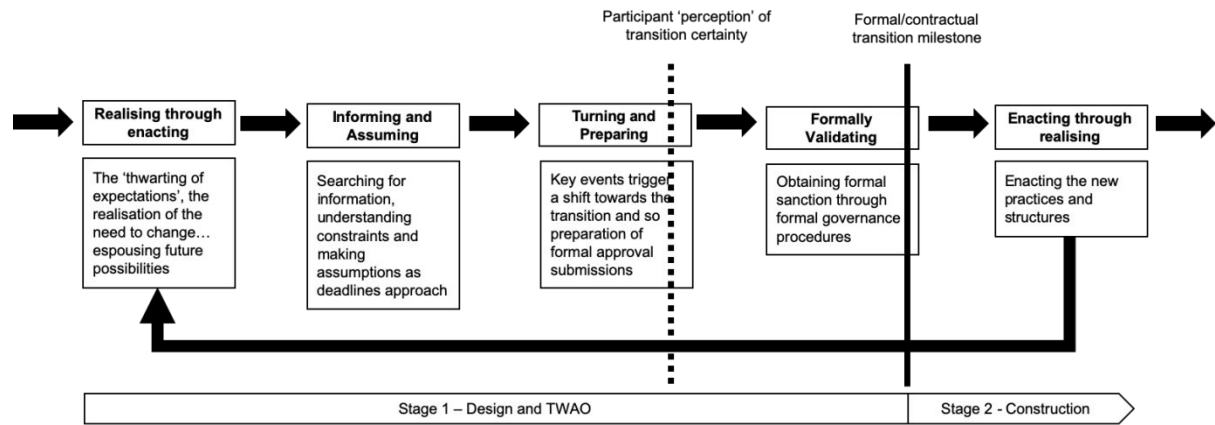 Participant ‘perception’ of
transition certainty
Formal/contractual
transition milestone
Realising through
enacting
The ‘thwarting of
expectations’, the
realisation of the
need to change…
espousing future
possibilities
Informing and
Assuming
Searching for
information,
understanding
constraints and
making
assumptions as
deadlines approach
Turning and
Preparing
Key events trigger
a shift towards the
transition and so
preparation of
formal approval
submissions
Formally
Validating
Obtaining formal
sanction through
formal governance
procedures
Enacting through
realising
Enacting the new
practices and
structures
Stage 1 – Design and TWAO
Stage 2 - Construction